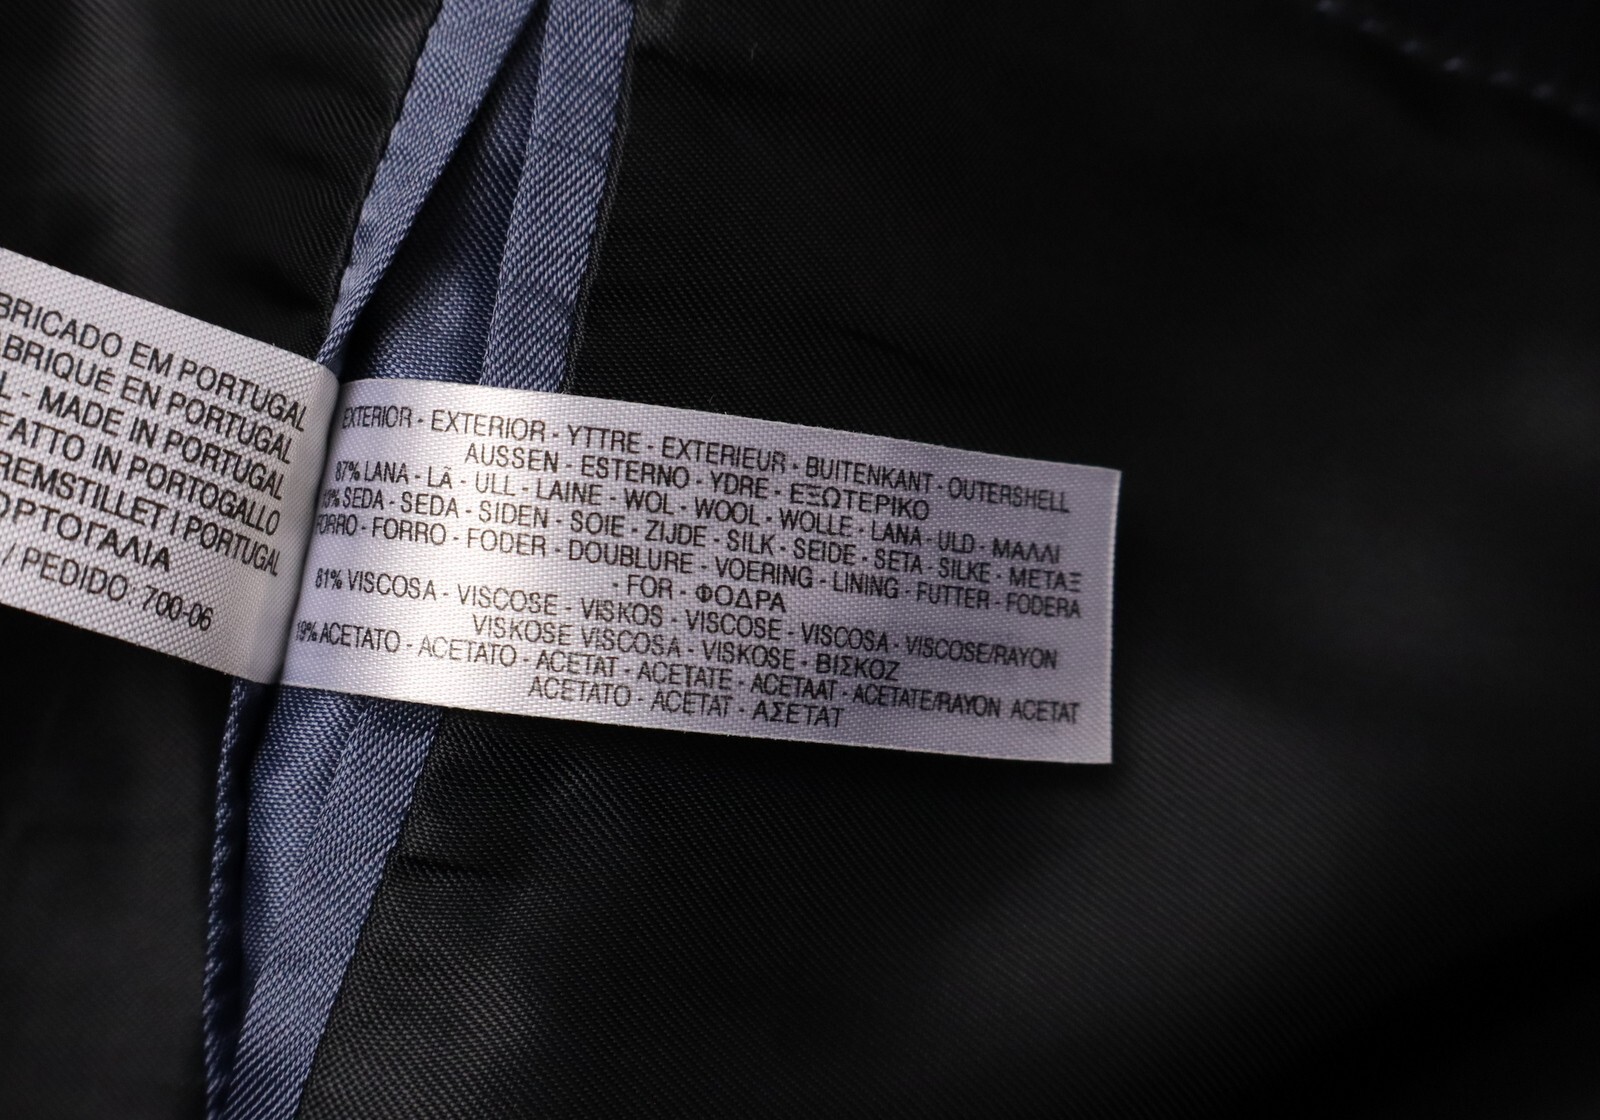 BRICADO EM PORTUGAL
ABRIQUÉ EN PORTUGAL
L - MADE IN PORTUGAL
FATTO IN PORTOGALLO
REMSTILLET I PORTUGAL
ΟΡΤΟΓΑΛΙΑ
/ PEDIDO: 700-06
EXTERIOR - EXTERIOR - YTTRE - EXTERIEUR - BUITENKANT - OUTERSHELL
AUSSEN - ESTERNO - YDRE - ΕΞΩΤΕΡΙΚΟ
87% LANA - LÃ - ULL - LAINE - WOL - WOOL - WOLLE - LANA - ULD - ΜΑΛΛΙ
13% SEDA - SEDA - SIDEN - SOIE - ZIJDE - SILK - SEIDE - SETA - SILKE - ΜΕΤΑΞ
FORRO - FORRO - FODER - DOUBLURE - VOERING - LINING - FUTTER - FODERA
- FOR - ΦΟΔΡΑ
81% VISCOSA - VISCOSE - VISKOS - VISCOSE - VISCOSA - VISCOSE/RAYON
VISKOSE VISCOSA - VISKOSE - ΒΙΣΚΟΖ
19% ACETATO - ACETATO - ACETAT - ACETATE - ACETAAT - ACETATE/RAYON ACETAT
ACETATO - ACETAT - ΑΣΕΤΑΤ